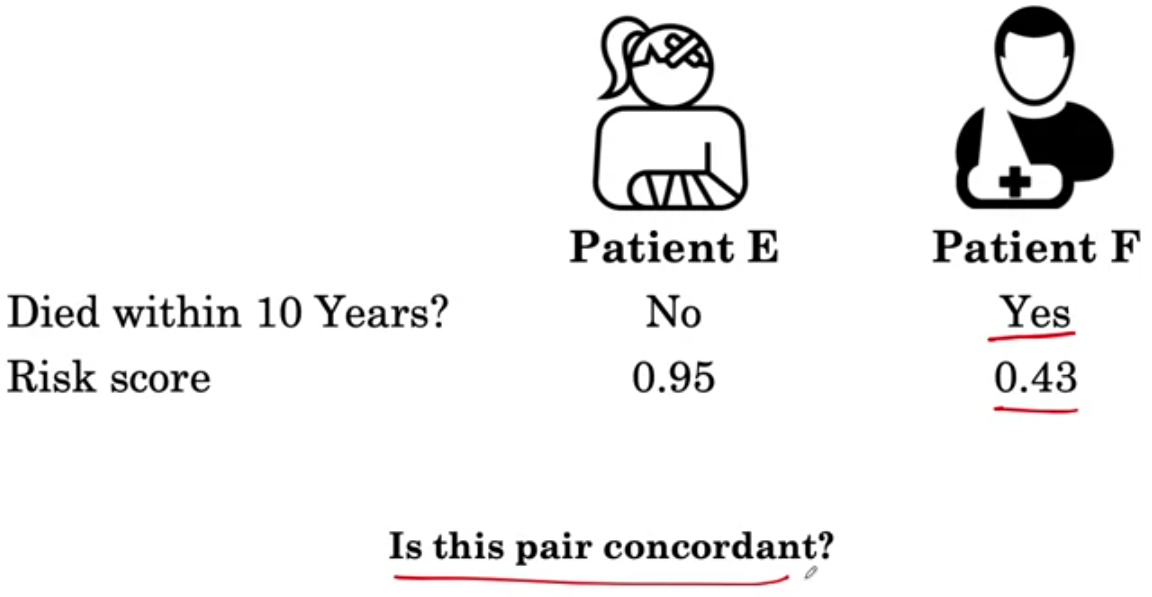 Patient E Patient F
Died within 10 Years? No Yes
Risk score 0.95 0.43
Is this pair concordant?